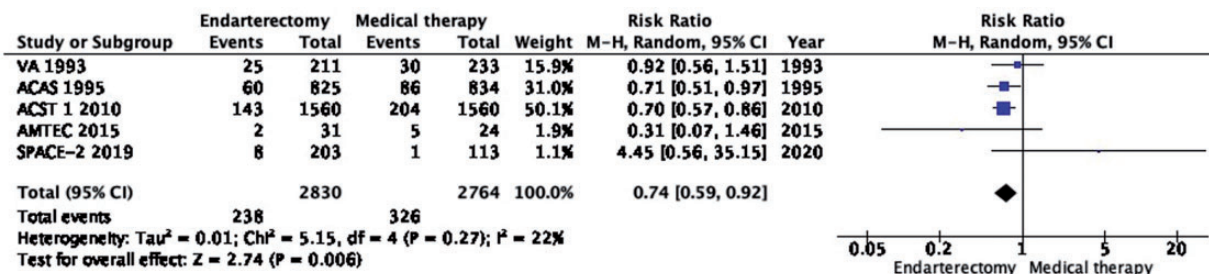 Endarterectomy Medical therapy Risk Ratio Risk Ratio
Study or Subgroup Events Total Events Total Weight M-H, Random, 95% CI Year M-H, Random, 95% CI
VA 1993 25 211 30 233 15.9% 0.92 [0.56, 1.51] 1993
ACAS 1995 60 825 86 834 31.0% 0.71 [0.51, 0.97] 1995
ACST 1 2010 143 1560 204 1560 50.1% 0.70 [0.57, 0.86] 2010
AMTEC 2015 2 31 5 24 1.9% 0.31 [0.07, 1.46] 2015
SPACE-2 2019 8 203 1 113 1.1% 4.45 [0.56, 35.15] 2020
Total (95% CI) 2830 2764 100.0% 0.74 [0.59, 0.92]
Total events 238 326
Heterogeneity: Tau² = 0.01; Chi² = 5.15, df = 4 (P = 0.27); I² = 22%
Test for overall effect: Z = 2.74 (P = 0.006)
0.05 0.2 1 5 20
Endarterectomy Medical therapy